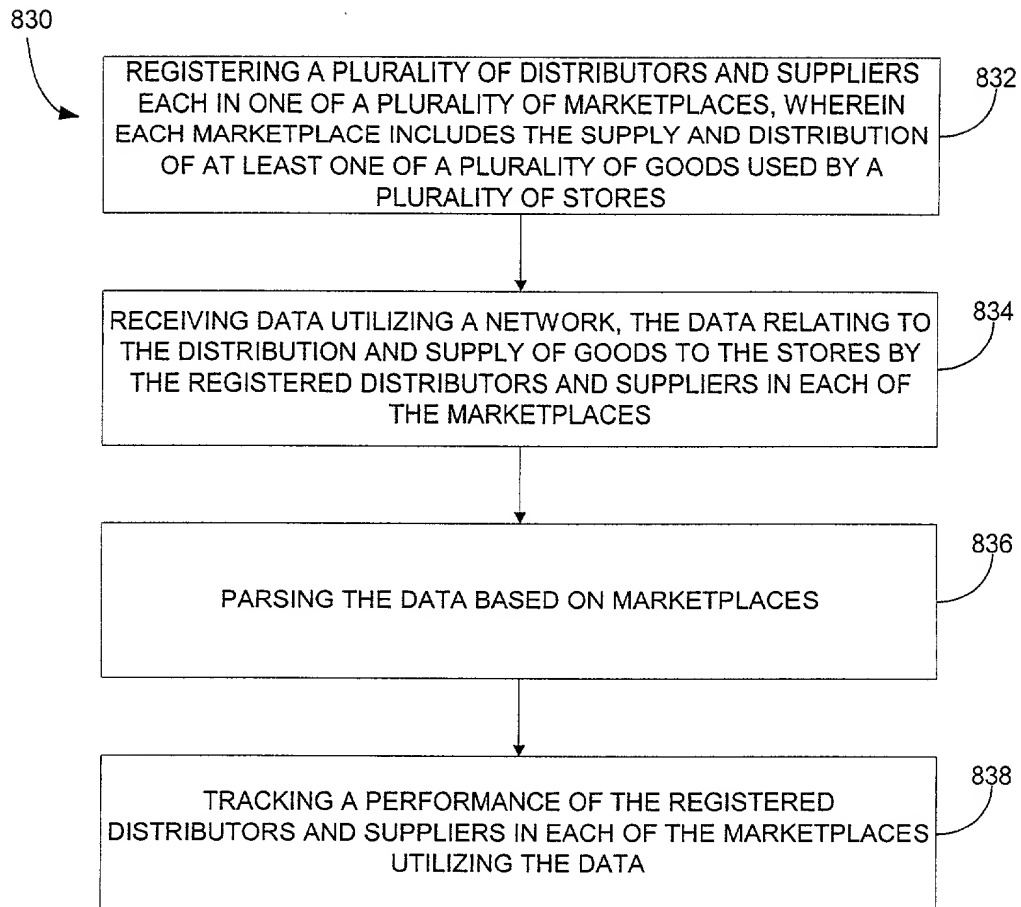 830
REGISTERING A PLURALITY OF DISTRIBUTORS AND SUPPLIERS
EACH IN ONE OF A PLURALITY OF MARKETPLACES, WHEREIN
EACH MARKETPLACE INCLUDES THE SUPPLY AND DISTRIBUTION
OF AT LEAST ONE OF A PLURALITY OF GOODS USED BY A
PLURALITY OF STORES
832
RECEIVING DATA UTILIZING A NETWORK, THE DATA RELATING TO
THE DISTRIBUTION AND SUPPLY OF GOODS TO THE STORES BY
THE REGISTERED DISTRIBUTORS AND SUPPLIERS IN EACH OF
THE MARKETPLACES
834
PARSING THE DATA BASED ON MARKETPLACES
836
TRACKING A PERFORMANCE OF THE REGISTERED
DISTRIBUTORS AND SUPPLIERS IN EACH OF THE MARKETPLACES
UTILIZING THE DATA
838